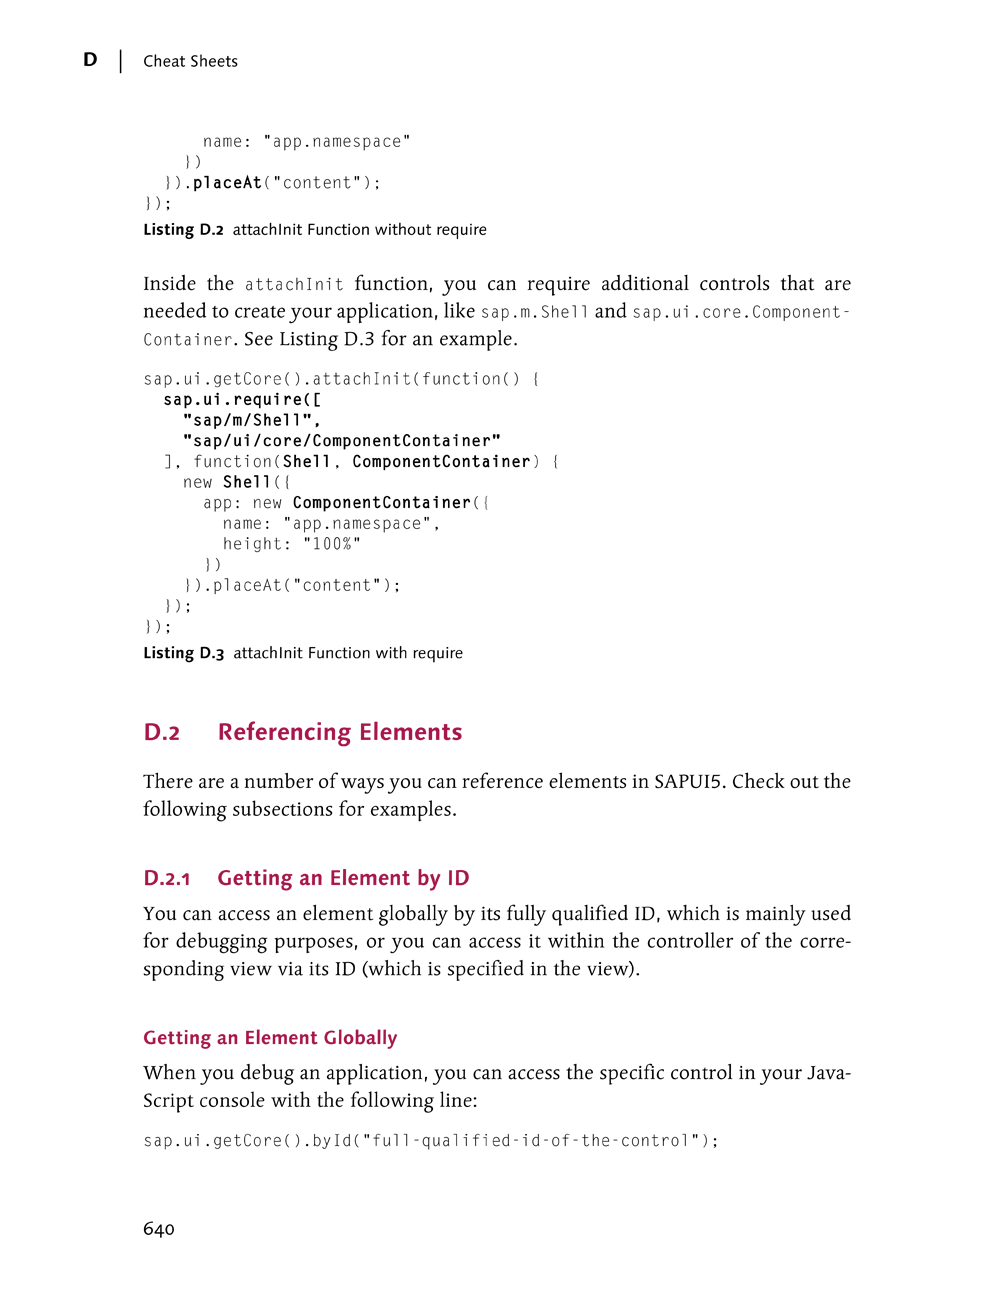 D | Cheat Sheets
name: "app.namespace"
})
}).placeAt("content");
});
Listing D.2 attachInit Function without require
Inside the attachInit function, you can require additional controls that are
needed to create your application, like sap.m.Shell and sap.ui.core.Component-
Container. See Listing D.3 for an example.
sap.ui.getCore().attachInit(function() {
sap.ui.require([
"sap/m/Shell",
"sap/ui/core/ComponentContainer"
], function(Shell, ComponentContainer) {
new Shell({
app: new ComponentContainer({
name: "app.namespace",
height: "100%"
})
}).placeAt("content");
});
});
Listing D.3 attachInit Function with require
D.2 Referencing Elements
There are a number of ways you can reference elements in SAPUI5. Check out the
following subsections for examples.
D.2.1 Getting an Element by ID
You can access an element globally by its fully qualified ID, which is mainly used
for debugging purposes, or you can access it within the controller of the corre-
sponding view via its ID (which is specified in the view).
Getting an Element Globally
When you debug an application, you can access the specific control in your Java-
Script console with the following line:
sap.ui.getCore().byId("full-qualified-id-of-the-control");
640